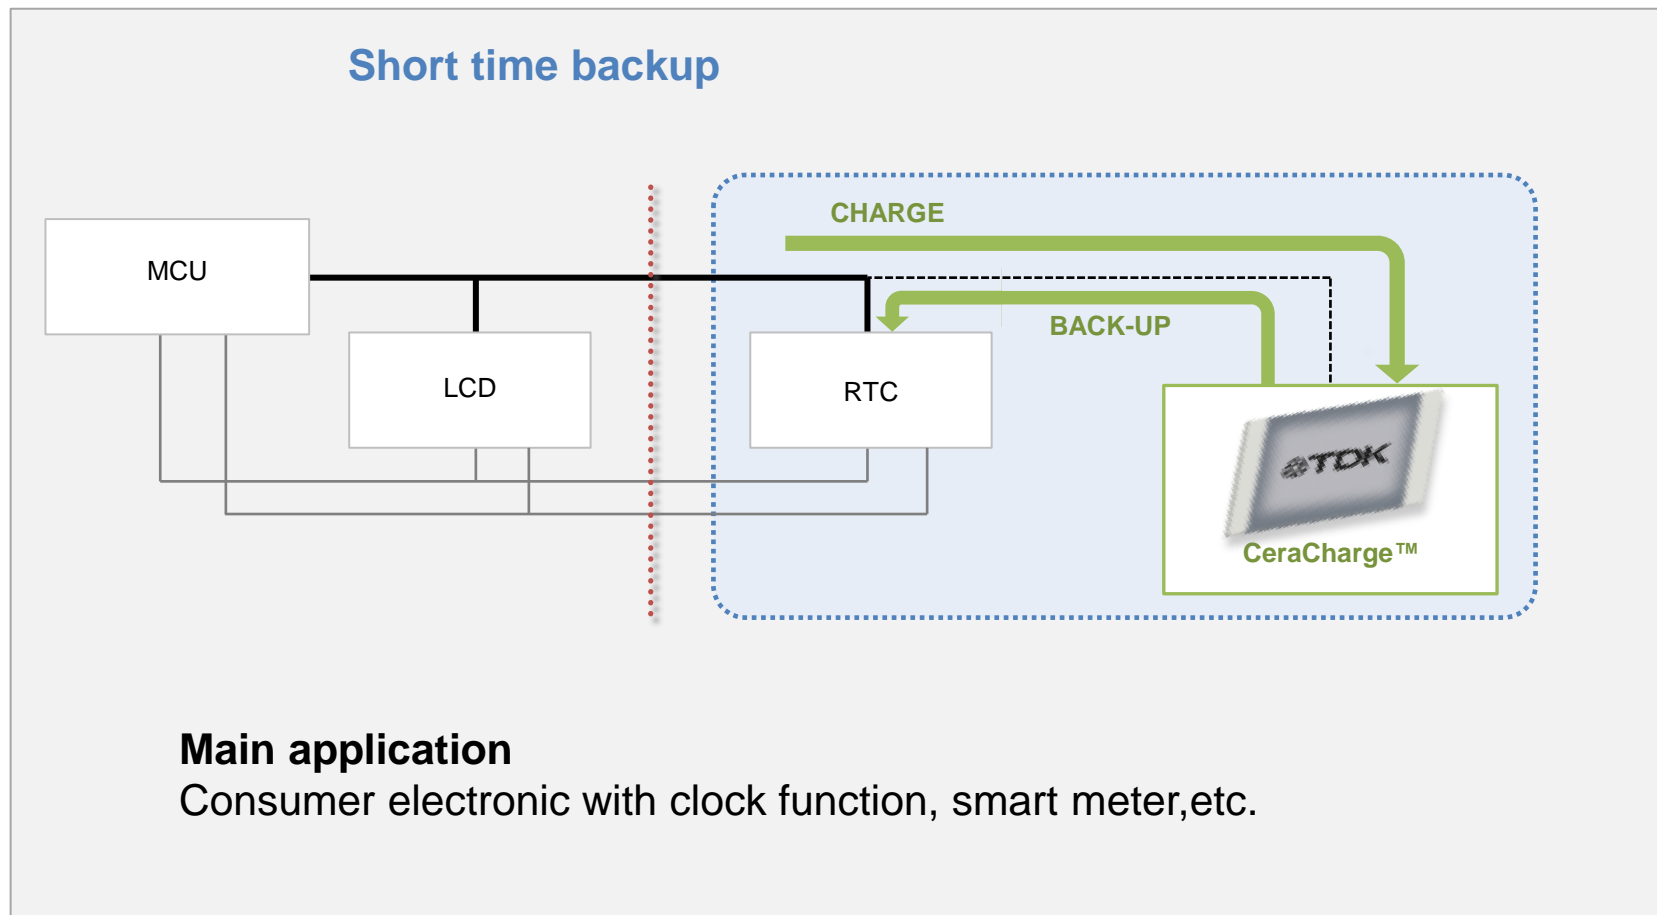 Short time backup
CHARGE
MCU
BACK-UP
LCD
RTC
TDK
CeraCharge™
Main application
Consumer electronic with clock function, smart meter,etc.